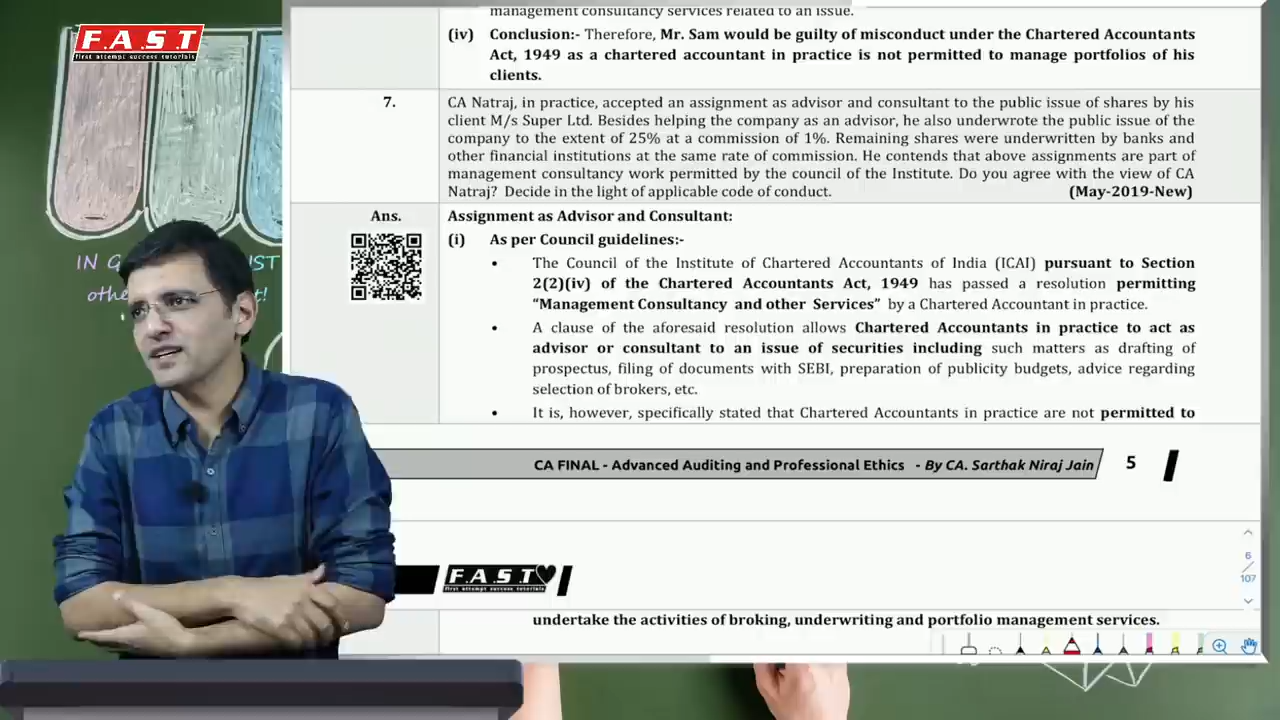 F.A.S.T
first attempt success tutorials
IN G
IST
othe
t!
management consultancy services related to an issue.
(iv) Conclusion:- Therefore, Mr. Sam would be guilty of misconduct under the Chartered Accountants
Act, 1949 as a chartered accountant in practice is not permitted to manage portfolios of his
clients.
7. CA Natraj, in practice, accepted an assignment as advisor and consultant to the public issue of shares by his
client M/s Super Ltd. Besides helping the company as an advisor, he also underwrote the public issue of the
company to the extent of 25% at a commission of 1%. Remaining shares were underwritten by banks and
other financial institutions at the same rate of commission. He contends that above assignments are part of
management consultancy work permitted by the council of the Institute. Do you agree with the view of CA
Natraj? Decide in the light of applicable code of conduct. (May-2019-New)
Ans. Assignment as Advisor and Consultant:
(i) As per Council guidelines:-
• The Council of the Institute of Chartered Accountants of India (ICAI) pursuant to Section
2(2)(iv) of the Chartered Accountants Act, 1949 has passed a resolution permitting
“Management Consultancy and other Services” by a Chartered Accountant in practice.
• A clause of the aforesaid resolution allows Chartered Accountants in practice to act as
advisor or consultant to an issue of securities including such matters as drafting of
prospectus, filing of documents with SEBI, preparation of publicity budgets, advice regarding
selection of brokers, etc.
• It is, however, specifically stated that Chartered Accountants in practice are not permitted to
CA FINAL - Advanced Auditing and Professional Ethics - By CA. Sarthak Niraj Jain 5
6
/
107
F.A.S.T
first attempt success tutorials
undertake the activities of broking, underwriting and portfolio management services.